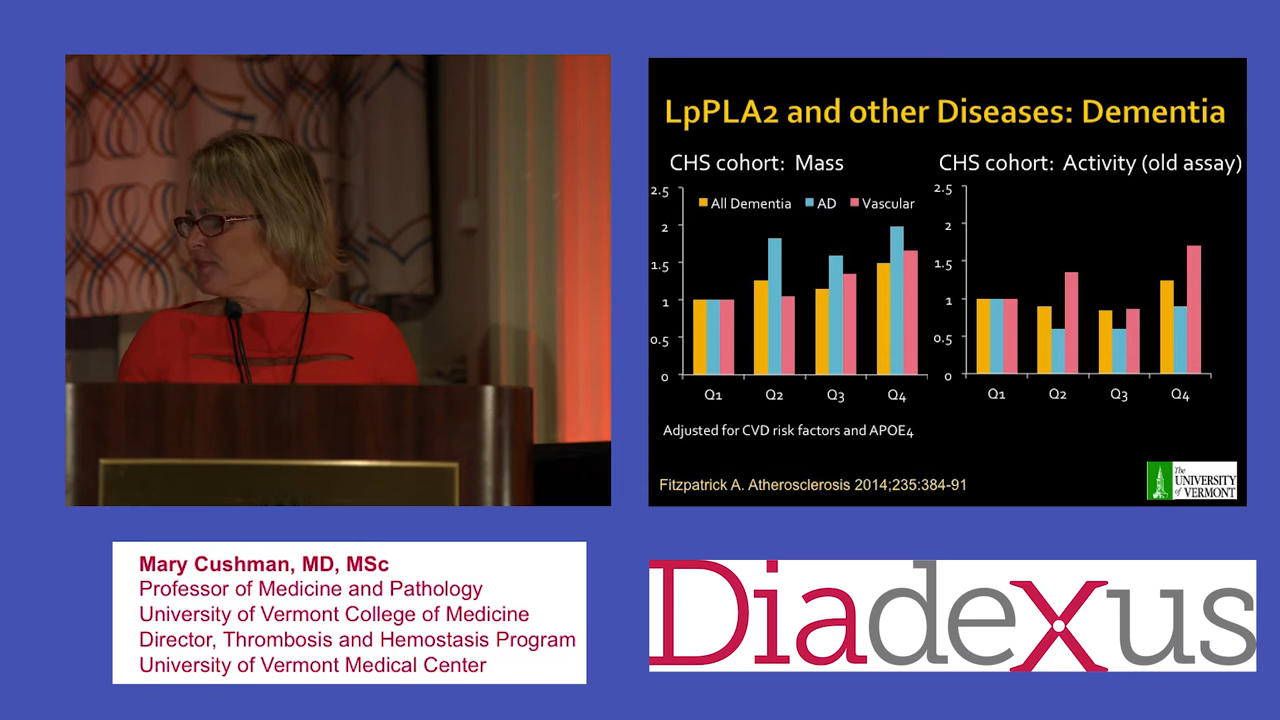 LpPLA2 and other Diseases: Dementia
CHS cohort: Mass
CHS cohort: Activity (old assay)
2.5
2
1.5
1
0.5
0
All Dementia AD Vascular
Q1 Q2 Q3 Q4
2.5
2
1.5
1
0.5
0
Q1 Q2 Q3 Q4
Adjusted for CVD risk factors and APOE4
Fitzpatrick A. Atherosclerosis 2014;235:384-91
The
UNIVERSITY
of VERMONT
Mary Cushman, MD, MSc
Professor of Medicine and Pathology
University of Vermont College of Medicine
Director, Thrombosis and Hemostasis Program
University of Vermont Medical Center
Diadexus